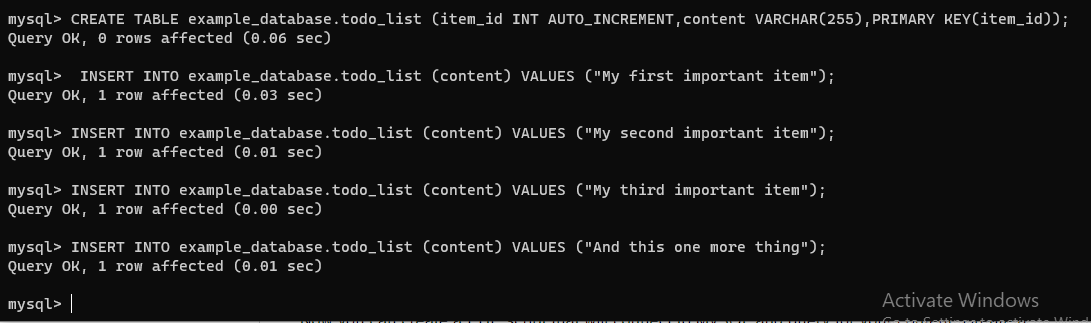 mysql> CREATE TABLE example_database.todo_list (item_id INT AUTO_INCREMENT,content VARCHAR(255),PRIMARY KEY(item_id));
Query OK, 0 rows affected (0.06 sec)
mysql>  INSERT INTO example_database.todo_list (content) VALUES ("My first important item");
Query OK, 1 row affected (0.03 sec)
mysql> INSERT INTO example_database.todo_list (content) VALUES ("My second important item");
Query OK, 1 row affected (0.01 sec)
mysql> INSERT INTO example_database.todo_list (content) VALUES ("My third important item");
Query OK, 1 row affected (0.00 sec)
mysql> INSERT INTO example_database.todo_list (content) VALUES ("And this one more thing");
Query OK, 1 row affected (0.01 sec)
mysql>
Activate Windows
Go to Settings to activate Win